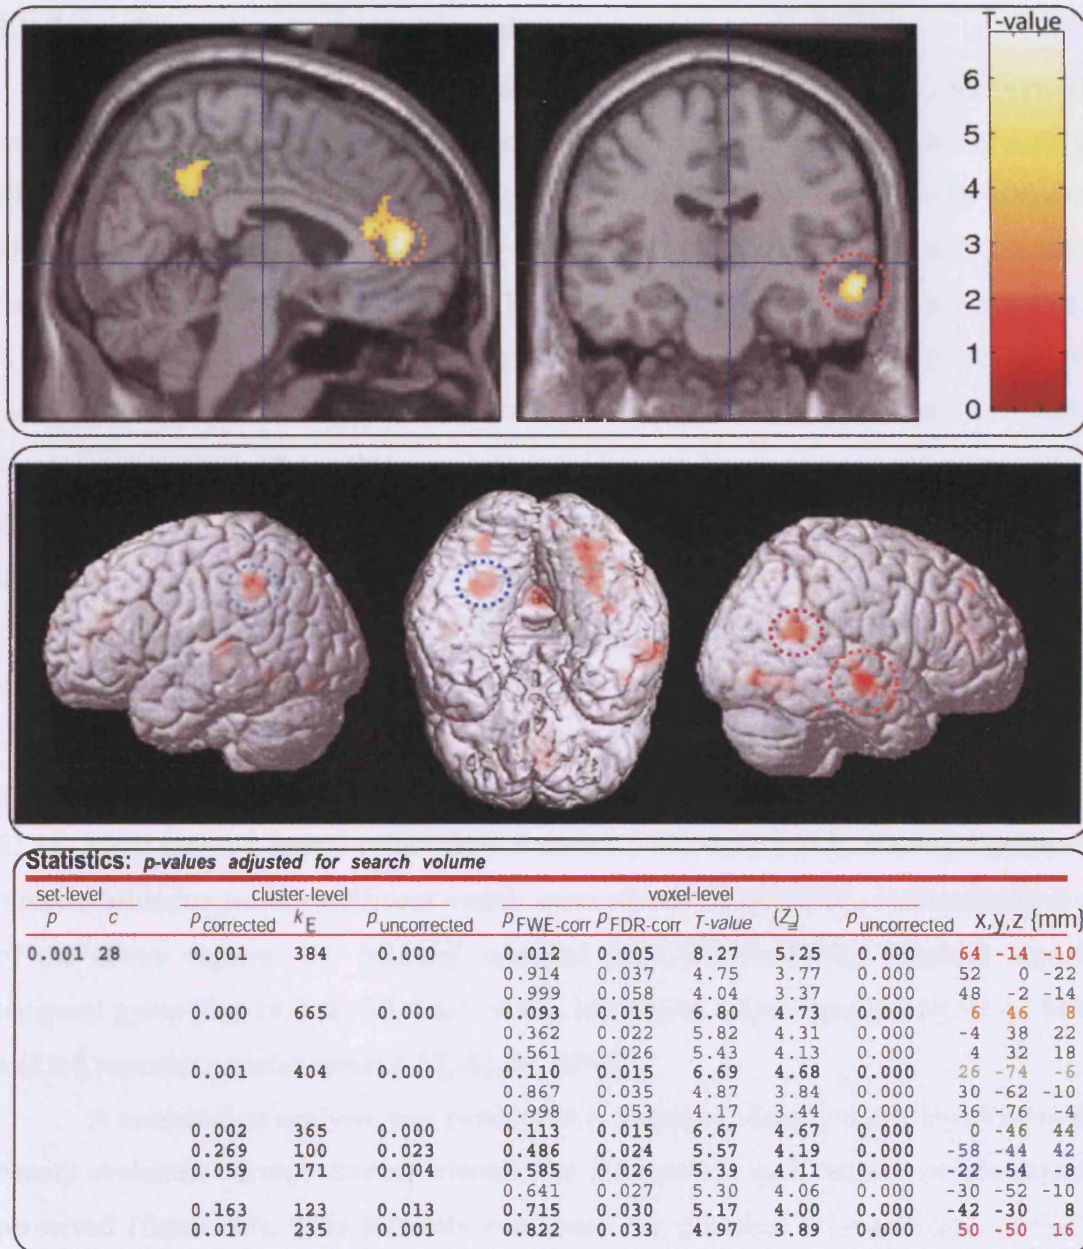 T-value
6
5
4
3
2
1
0
Statistics: p-values adjusted for search volume
set-level cluster-level voxel-level
p c p corrected k E p uncorrected p FWE-corr p FDR-corr T-value (Z≡) p uncorrected x,y,z {mm}
0.001 28 0.001 384 0.000 0.012 0.015 8.27 5.31 0.000 64 -4 -10
0.914 0.037 4.75 3.77 0.000 52 0 -22
0.999 0.058 4.04 3.37 0.000 48 -2 -14
0.000 665 0.000 0.093 0.015 6.80 4.73 0.000 6 -46 8
0.362 0.022 5.82 4.31 0.000 -4 38 22
0.561 0.026 5.43 4.13 0.000 4 32 18
0.001 404 0.000 0.110 0.015 6.69 4.68 0.000 26 -74 -6
0.867 0.035 4.87 3.84 0.000 30 -62 -10
0.998 0.053 4.17 3.44 0.000 36 -76 -4
0.002 365 0.000 0.113 0.015 6.67 4.67 0.000 0 -46 44
0.269 100 0.023 0.486 0.024 5.57 4.19 0.000 -58 -44 42
0.059 171 0.004 0.585 0.026 5.39 4.11 0.000 -22 -54 -8
0.641 0.027 5.30 4.06 0.000 -30 -52 -10
0.163 123 0.013 0.715 0.030 5.17 4.00 0.000 -42 -30 8
0.017 231 0.001 0.822 0.033 4.96 3.89 0.000 50 -50 16